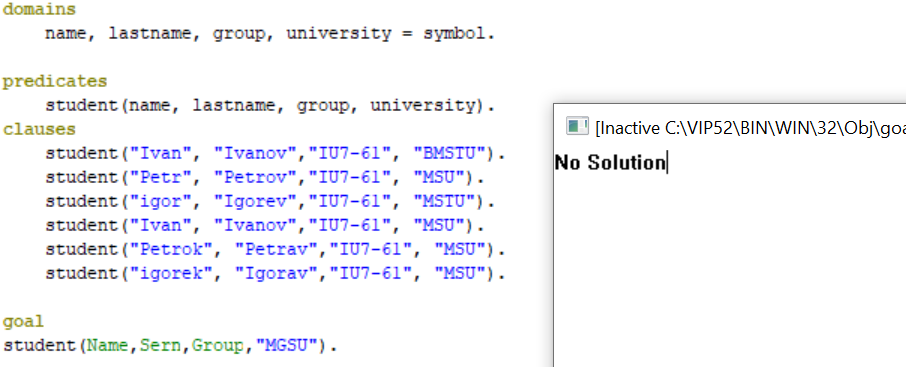 domains
name, lastname, group, university = symbol.
predicates
student(name, lastname, group, university).
clauses
student("Ivan", "Ivanov","IU7-61", "BMSTU").
student("Petr", "Petrov","IU7-61", "MSU").
student("igor", "Igorev","IU7-61", "MSTU").
student("Ivan", "Ivanov","IU7-61", "MSU").
student("Petrok", "Petrav","IU7-61", "MSU").
student("igorek", "Igorav","IU7-61", "MSU").
goal
student(Name,Sern,Group,"MGSU").
[Inactive C:\VIP52\BIN\WIN\32\Obj\goa
No Solution